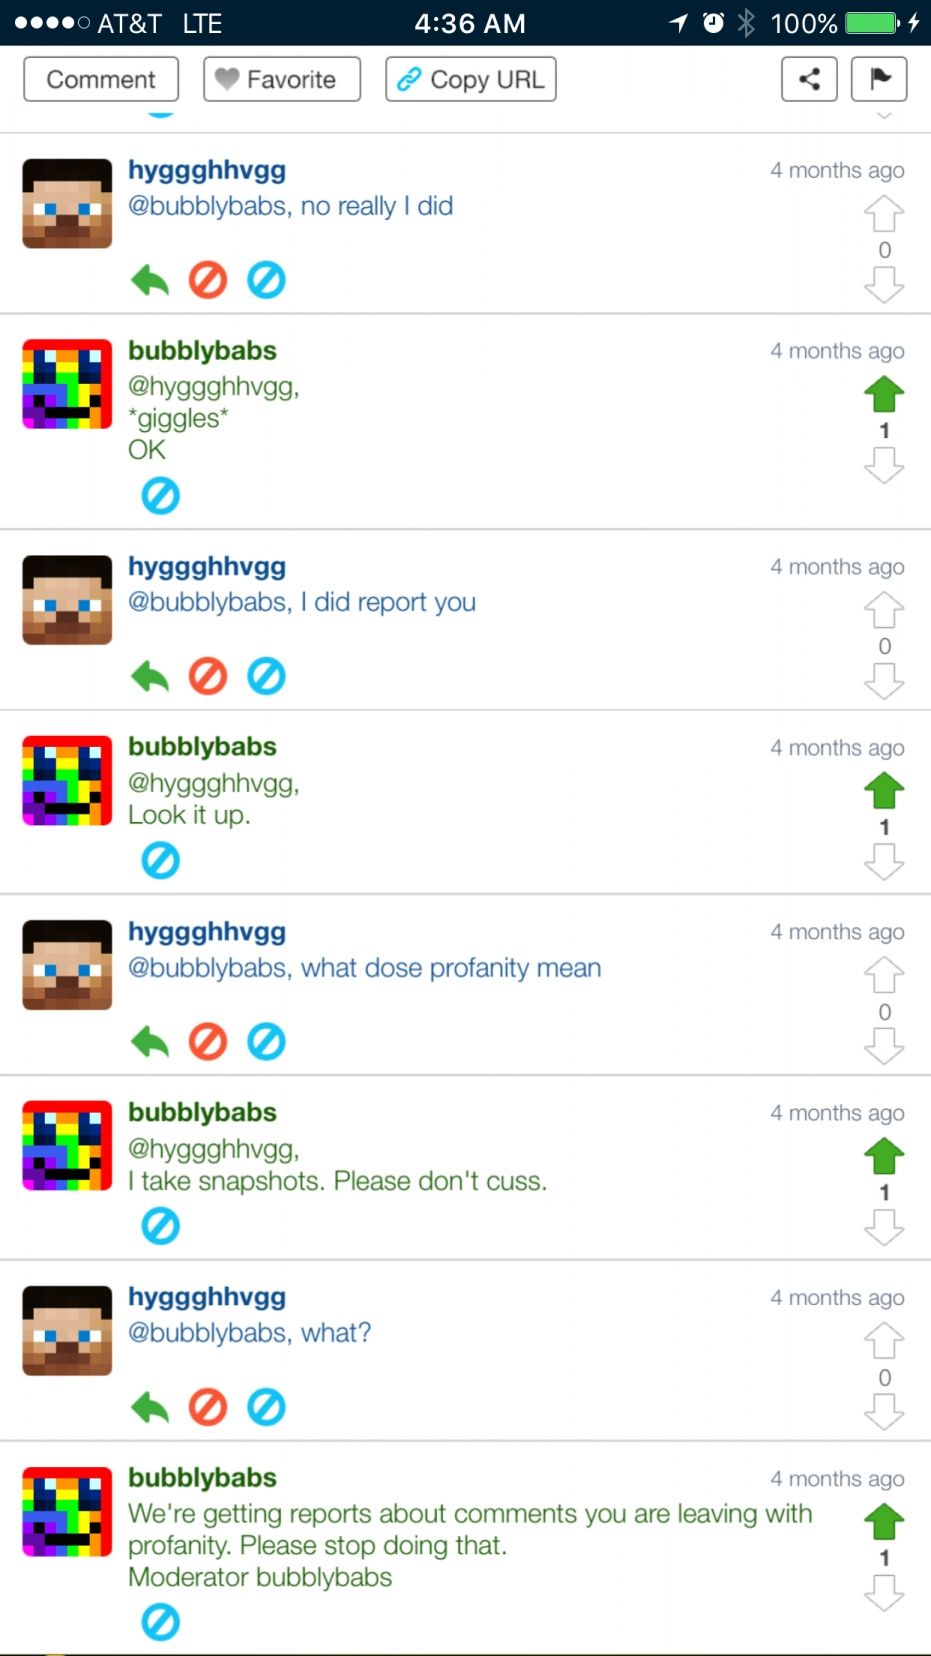 AT&T LTE 4:36 AM 100%
Comment Favorite Copy URL
hyggghhvgg 4 months ago
@bubblybabs, no really I did
0
bubblybabs 4 months ago
@hyggghhvgg,
*giggles*
1
OK
hyggghhvgg 4 months ago
@bubblybabs, I did report you
0
bubblybabs 4 months ago
@hyggghhvgg,
Look it up.
1
hyggghhvgg 4 months ago
@bubblybabs, what dose profanity mean
0
bubblybabs 4 months ago
@hyggghhvgg,
I take snapshots. Please don't cuss.
1
hyggghhvgg 4 months ago
@bubblybabs, what?
0
bubblybabs 4 months ago
We're getting reports about comments you are leaving with
profanity. Please stop doing that.
1
Moderator bubblybabs